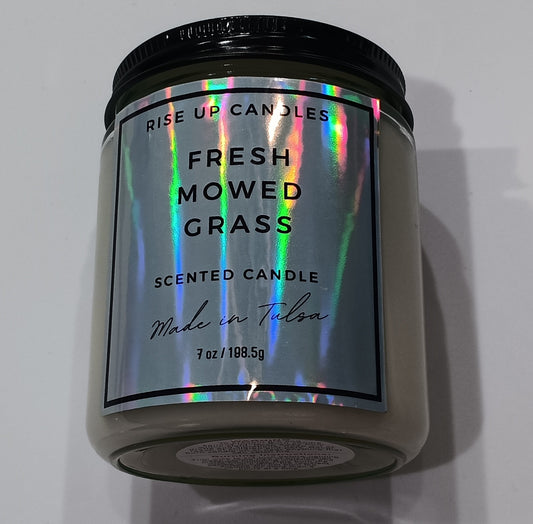 RISE UP CANDLES
FRESH
MOWED
GRASS
SCENTED CANDLE
Made in Tulsa
7 oz / 198.5g